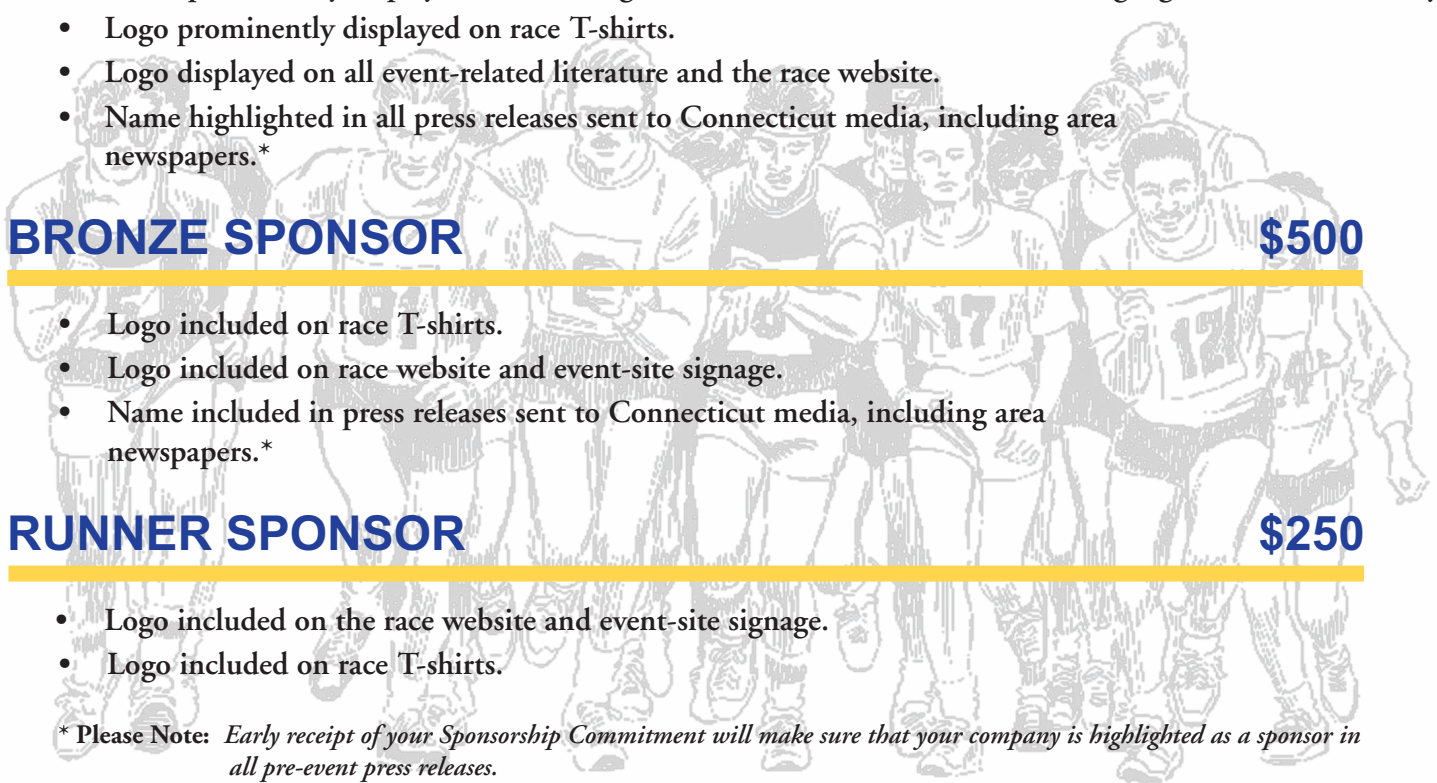 • Logo prominently displayed on race T-shirts.
• Logo displayed on all event-related literature and the race website.
• Name highlighted in all press releases sent to Connecticut media, including area
newspapers.*
BRONZE SPONSOR $500
• Logo included on race T-shirts.
• Logo included on race website and event-site signage.
• Name included in press releases sent to Connecticut media, including area
newspapers.*
RUNNER SPONSOR $250
• Logo included on the race website and event-site signage.
• Logo included on race T-shirts.
* Please Note: Early receipt of your Sponsorship Commitment will make sure that your company is highlighted as a sponsor in
all pre-event press releases.
17
17